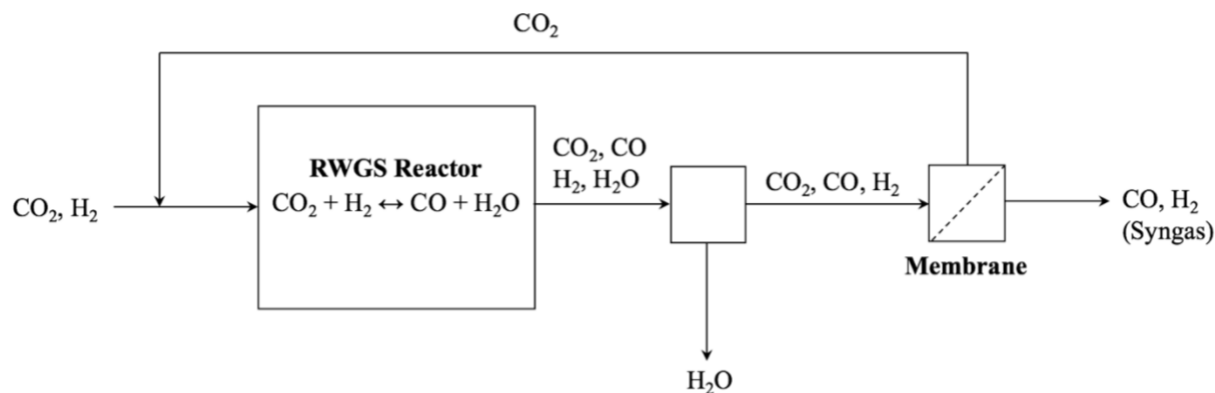 CO₂
RWGS Reactor
CO₂ + H₂ ↔ CO + H₂O
CO₂, H₂
CO₂, CO
H₂, H₂O
CO₂, CO, H₂
CO, H₂
(Syngas)
Membrane
H₂O